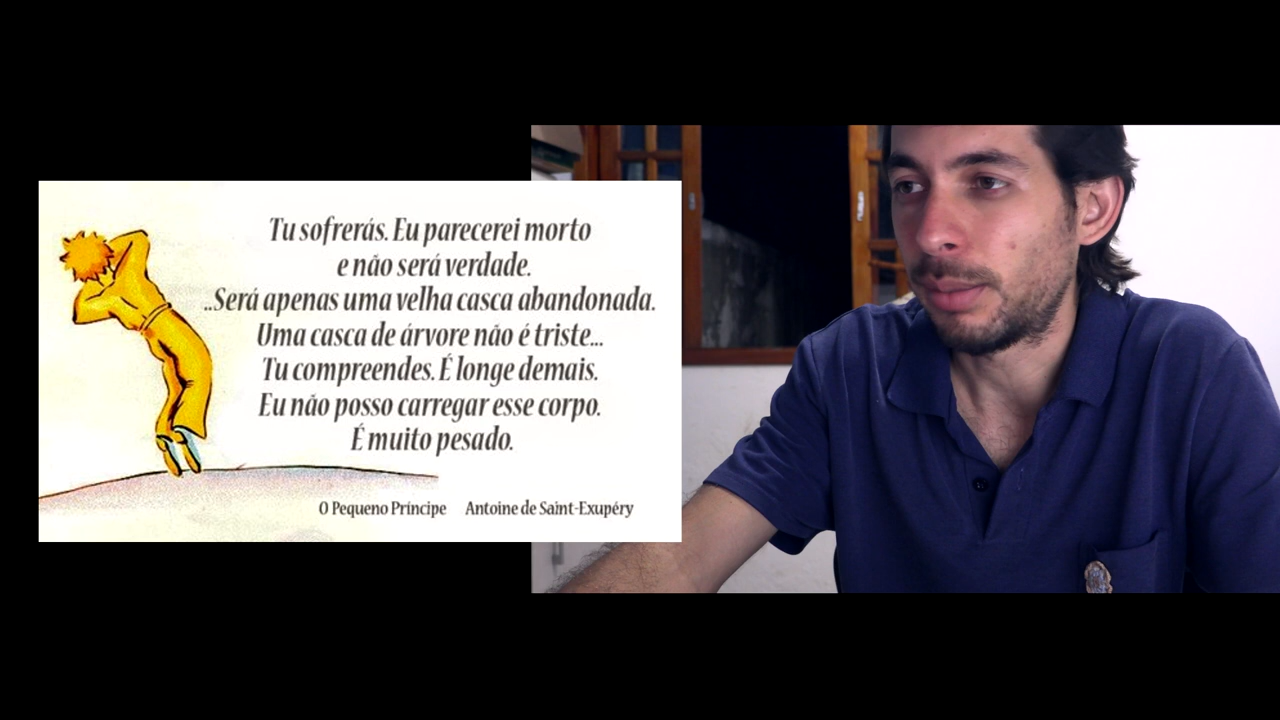 Tu sofrerás. Eu parecerei morto
e não será verdade.
..Será apenas uma velha casca abandonada.
Uma casca de árvore não é triste...
Tu compreendes. É longe demais.
Eu não posso carregar esse corpo.
É muito pesado.
O Pequeno Príncipe Antoine de Saint-Exupéry